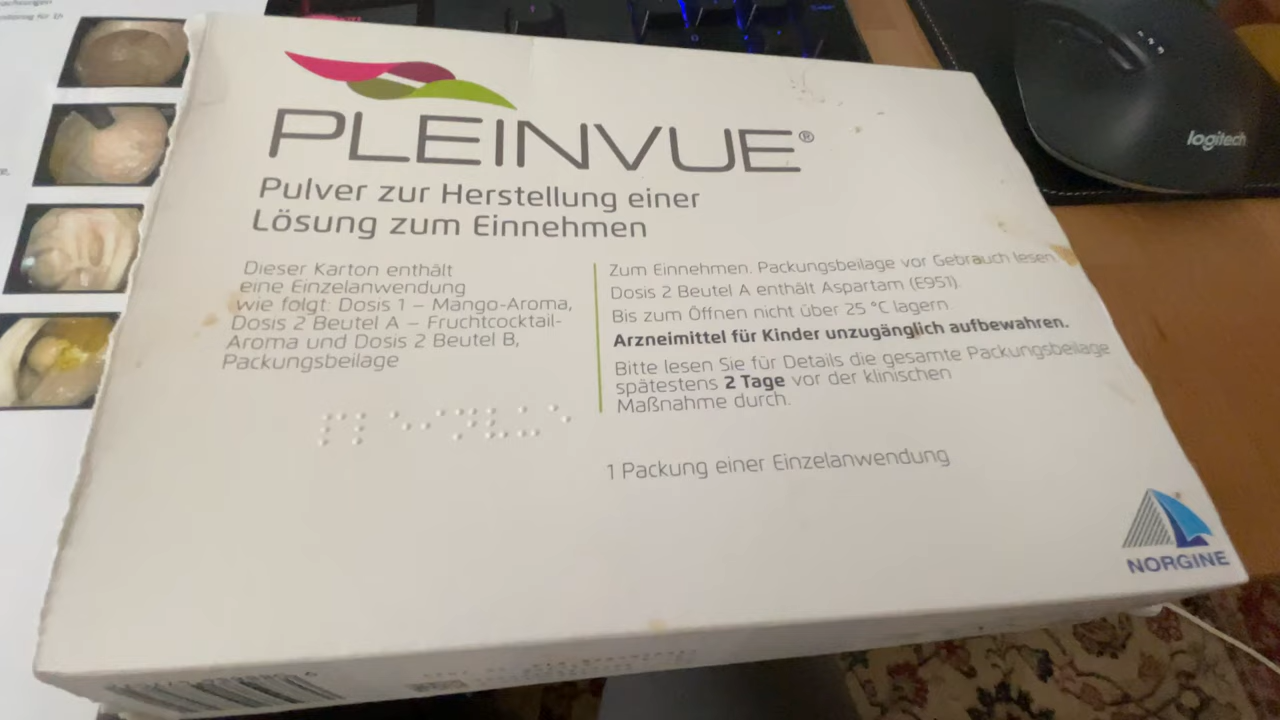 PLEINVUE®
Pulver zur Herstellung einer
Lösung zum Einnehmen
Dieser Karton enthält
eine Einzelanwendung
wie folgt: Dosis 1 – Mango-Aroma,
Dosis 2 Beutel A – Fruchtcocktail-
Aroma und Dosis 2 Beutel B,
Packungsbeilage
Zum Einnehmen. Packungsbeilage vor Gebrauch lesen.
Dosis 2 Beutel A enthält Aspartam (E951).
Bis zum Öffnen nicht über 25 °C lagern.
Arzneimittel für Kinder unzugänglich aufbewahren.
Bitte lesen Sie für Details die gesamte Packungsbeilage
spätestens 2 Tage vor der klinischen
Maßnahme durch.
1 Packung einer Einzelanwendung
NORGINE
logitech